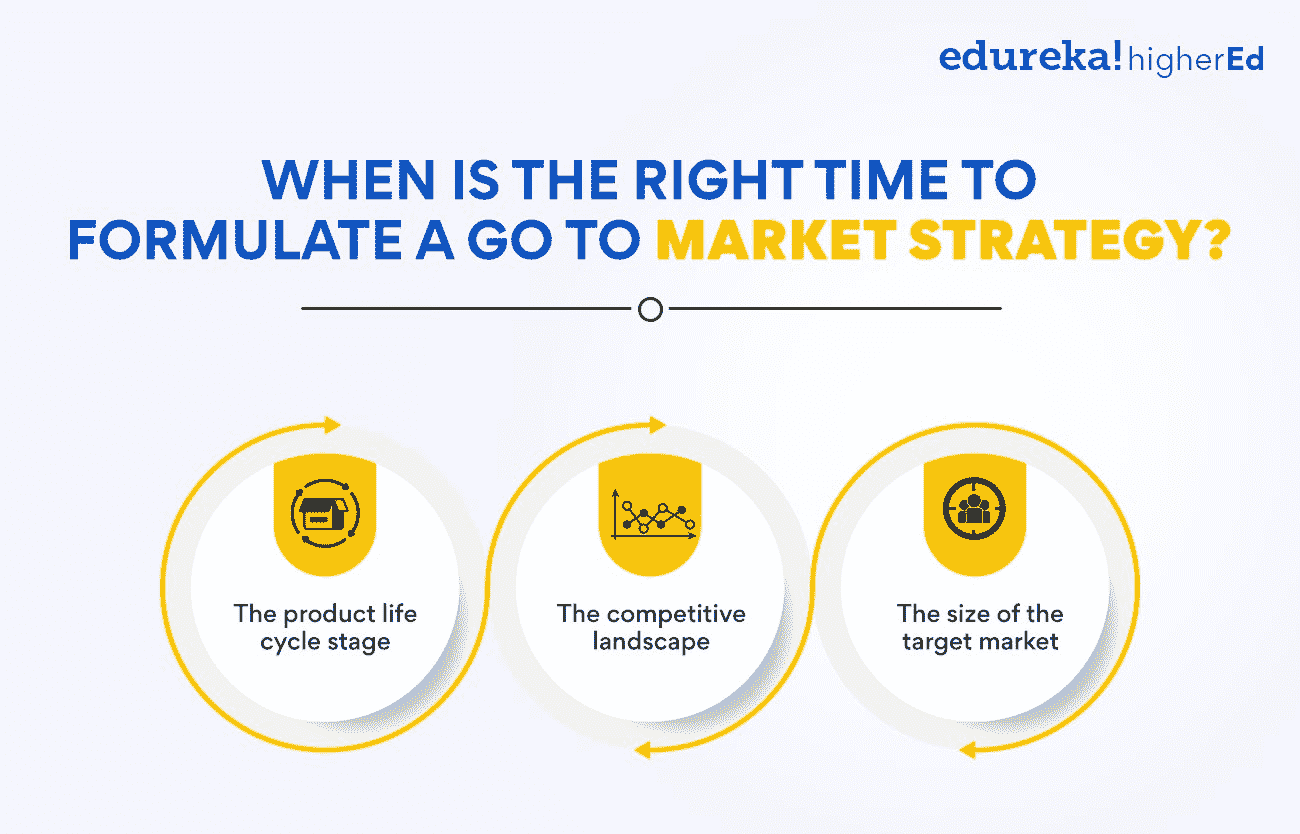 edureka! higherEd
WHEN IS THE RIGHT TIME TO
FORMULATE A GO TO MARKET STRATEGY?
The product life
cycle stage
The competitive
landscape
The size of the
target market